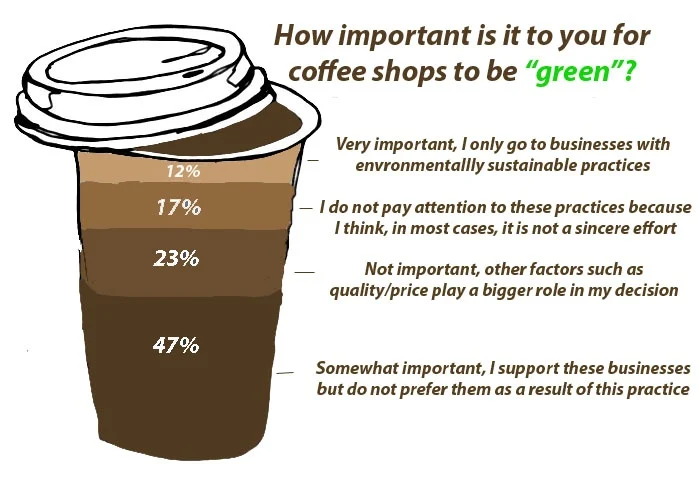 How important is it to you for
coffee shops to be “green”?
12%
Very important, I only go to businesses with
envronmentallly sustainable practices
17%
I do not pay attention to these practices because
I think, in most cases, it is not a sincere effort
23%
Not important, other factors such as
quality/price play a bigger role in my decision
47%
Somewhat important, I support these businesses
but do not prefer them as a result of this practice